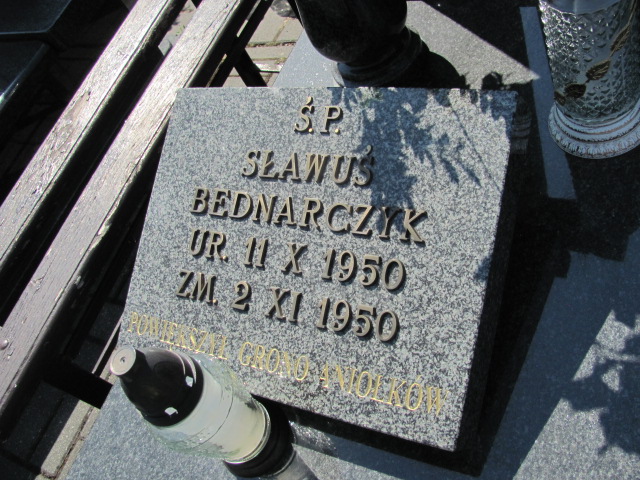 Ś.P.
SŁAWUŚ
BEDNARCZYK
UR. 11 X 1950
ZM. 2 XI 1950
POWIĘKSZYŁ GRONO ANIOŁKÓW